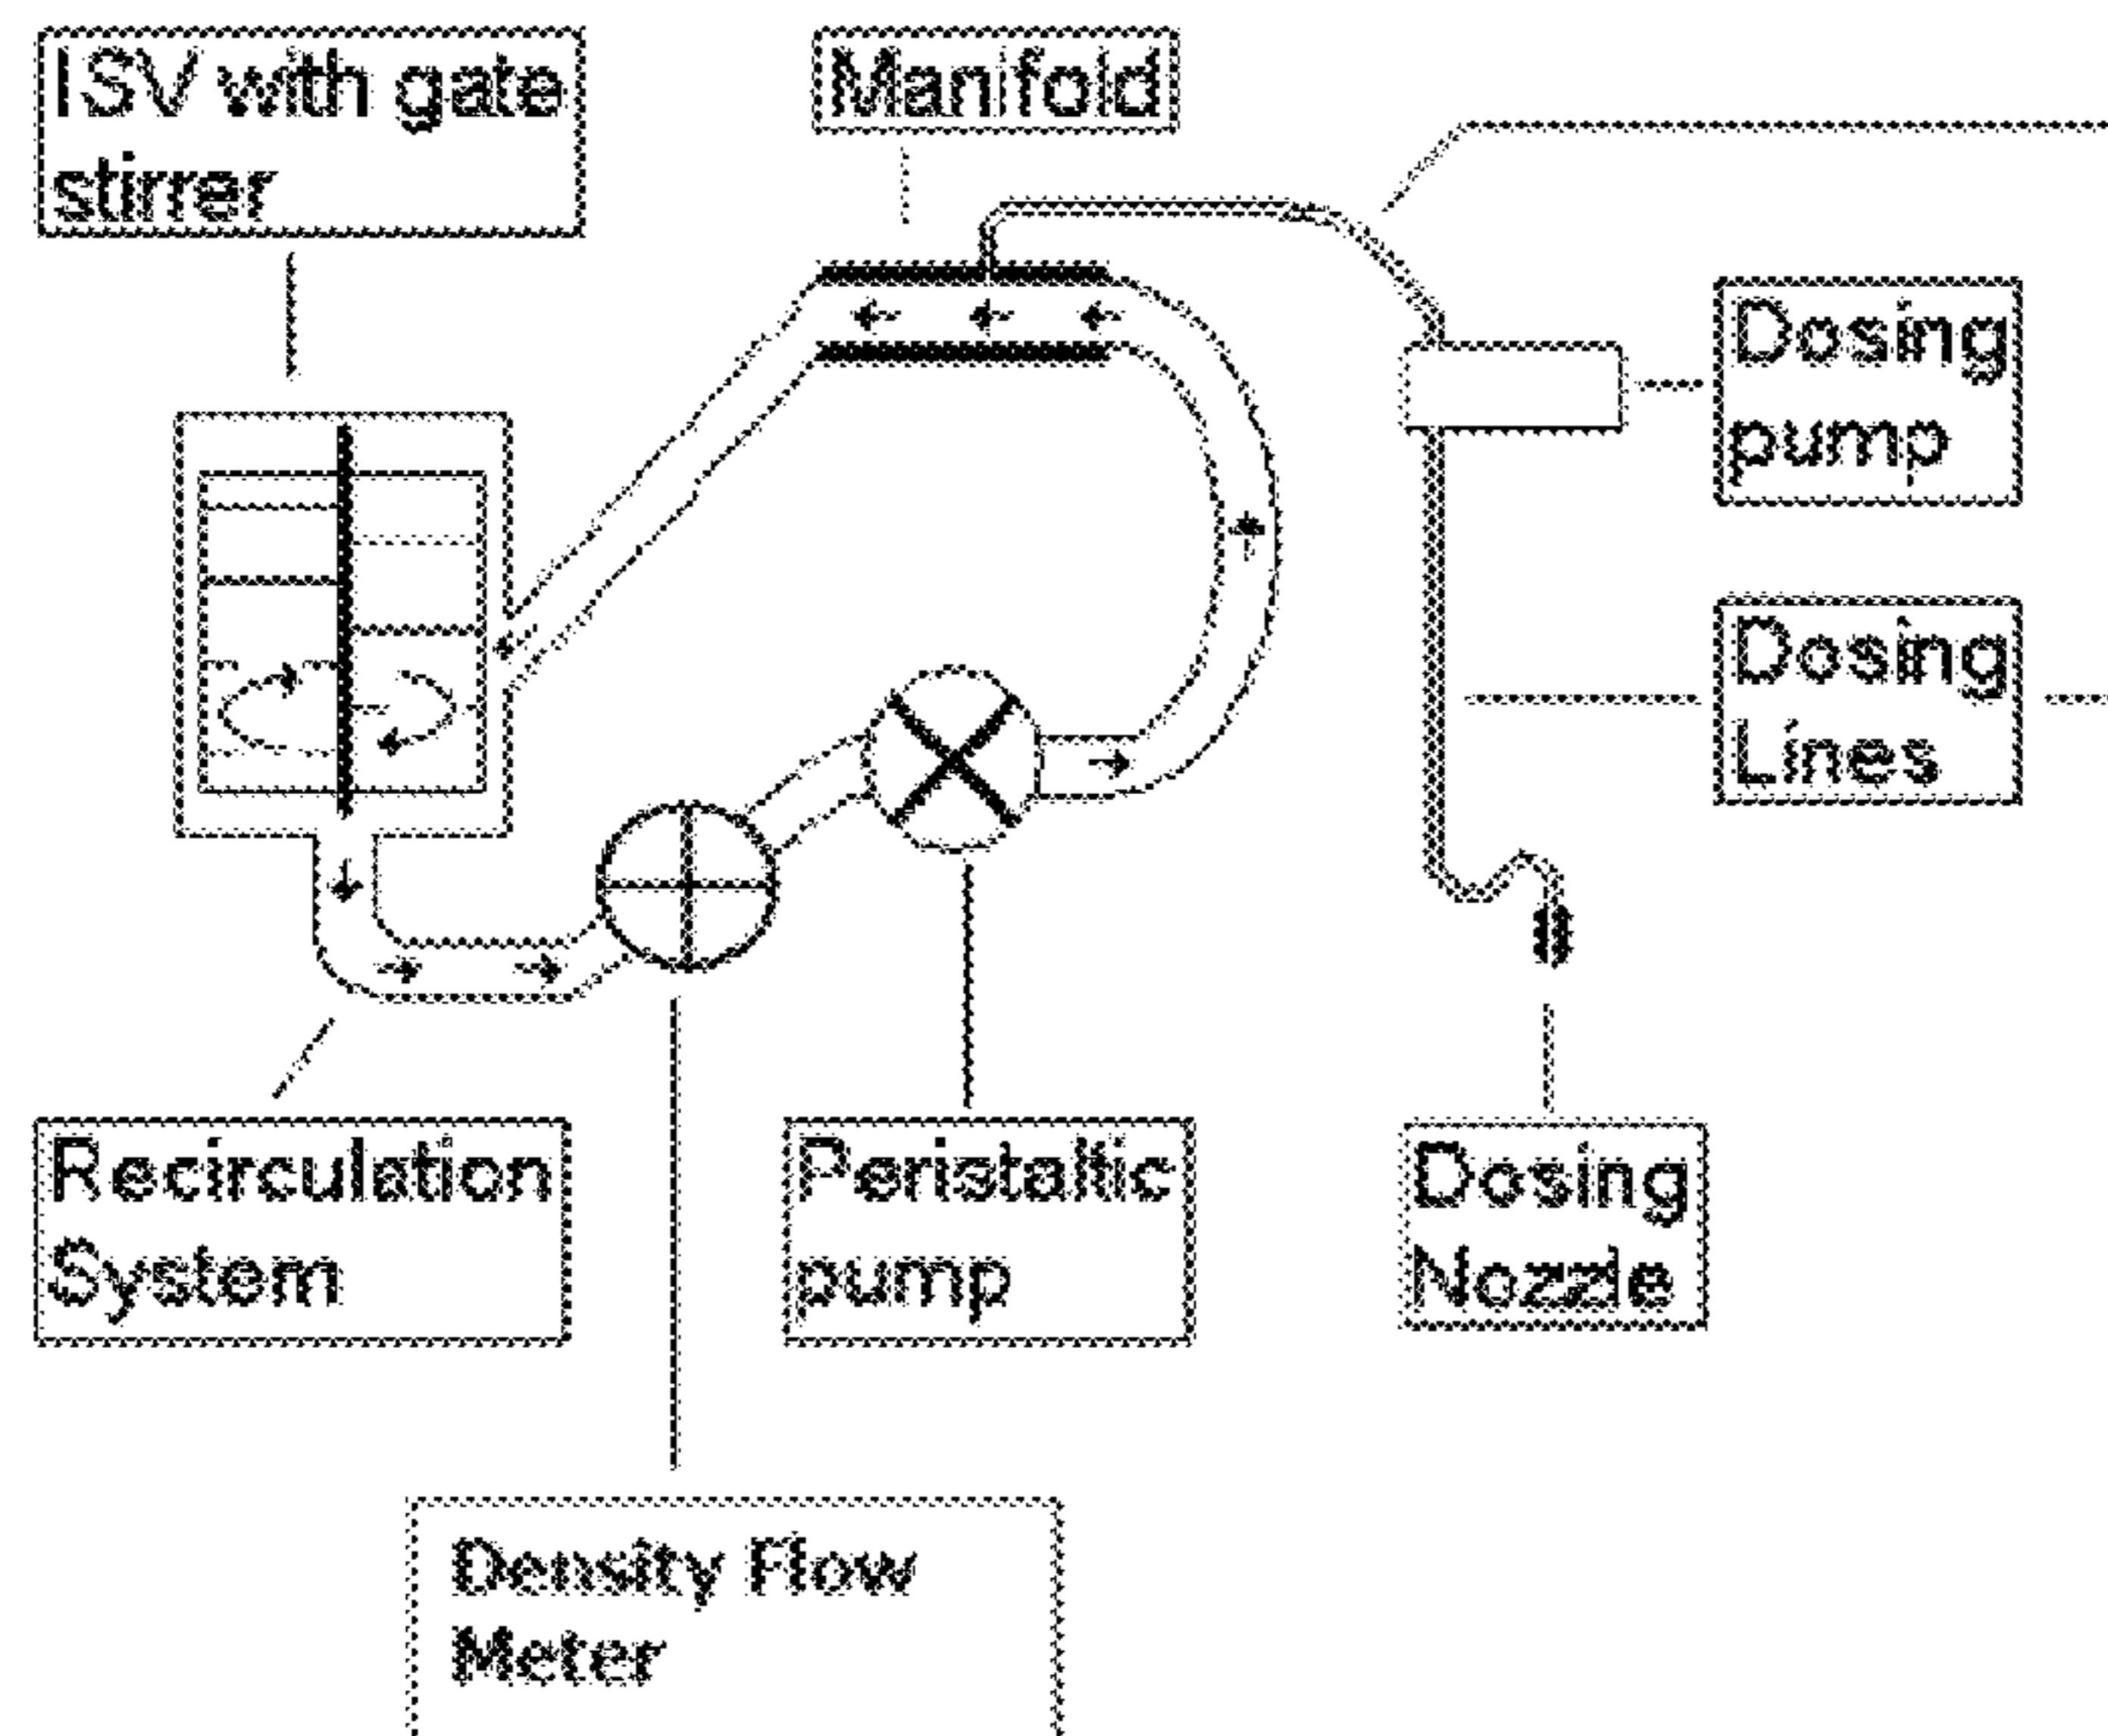 ISV with gate
stirrer
Manifold
Dosing
pump
Dosing
Lines
Recirculation
System
Peristaltic
pump
Dosing
Nozzle
Density Flow
Meter